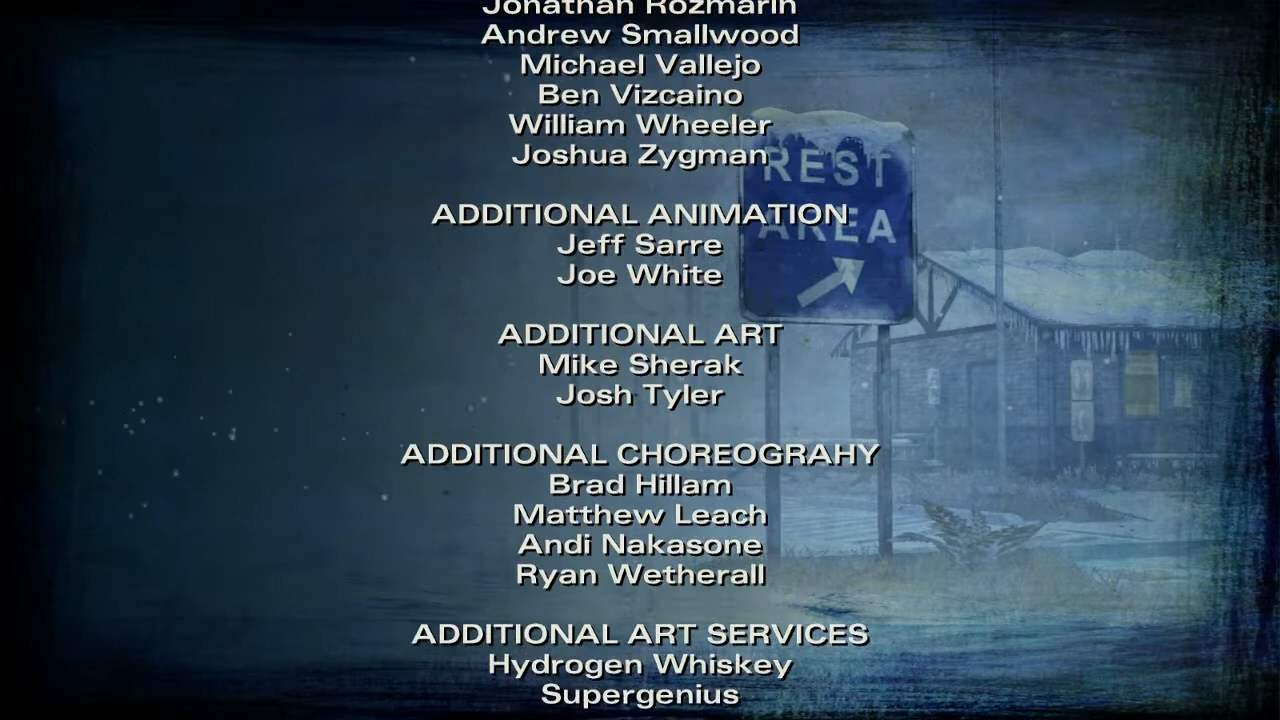 Jonathan Rozmarin
Andrew Smallwood
Michael Vallejo
Ben Vizcaino
William Wheeler
Joshua Zygman
REST
AREA
ADDITIONAL ANIMATION
Jeff Sarre
Joe White
ADDITIONAL ART
Mike Sherak
Josh Tyler
ADDITIONAL CHOREOGRAHY
Brad Hillam
Matthew Leach
Andi Nakasone
Ryan Wetherall
ADDITIONAL ART SERVICES
Hydrogen Whiskey
Supergenius